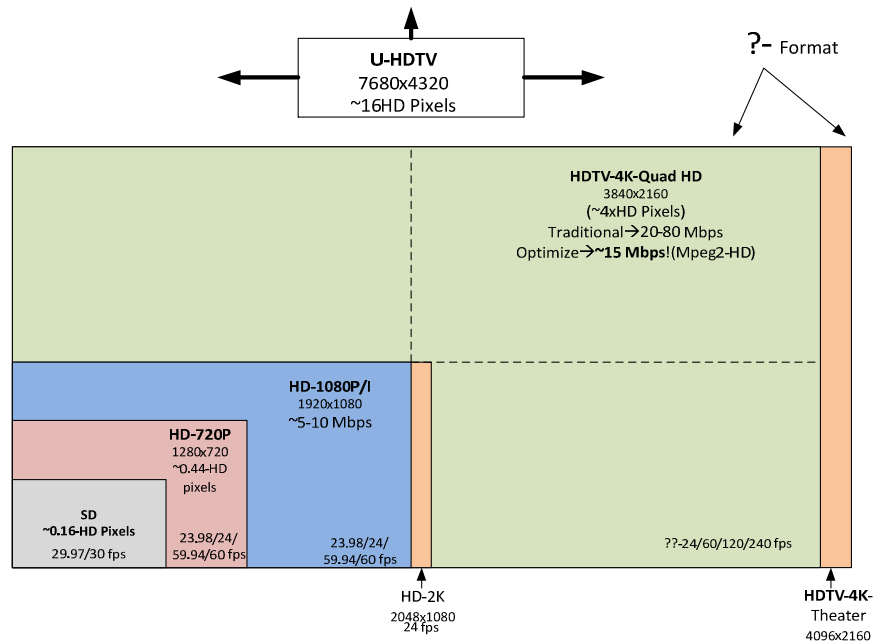 U-HDTV
7680x4320
~16HD Pixels
?- Format
HDTV-4K-Quad HD
3840x2160
(~4xHD Pixels)
Traditional→20-80 Mbps
Optimize→~15 Mbps!(Mpeg2-HD)
HD-1080P/I
1920x1080
~5-10 Mbps
HD-720P
1280x720
~0.44-HD
pixels
SD
~0.16-HD Pixels
29.97/30 fps
23.98/24/
59.94/60 fps
23.98/24/
59.94/60 fps
??-24/60/120/240 fps
HD-2K
2048x1080
24 fps
HDTV-4K-
Theater
4096x2160